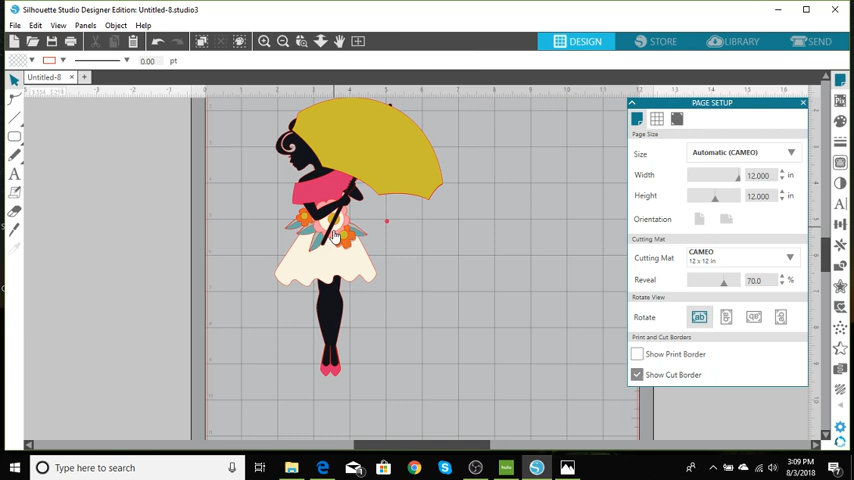 Silhouette Studio Designer Edition: Untitled-8.studio3
File Edit View Panels Object Help
DESIGN STORE LIBRARY SEND
0.00 pt
Untitled-8 × +
PAGE SETUP
Page Size
Size Automatic (CAMEO)
Width 12.000 in
Height 12.000 in
Orientation
Cutting Mat
Cutting Mat CAMEO
12 x 12 in
Reveal 70.0 %
Rotate View
Rotate
Print and Cut Borders
Show Print Border
Show Cut Border
Type here to search
hulu
3:09 PM
8/3/2018